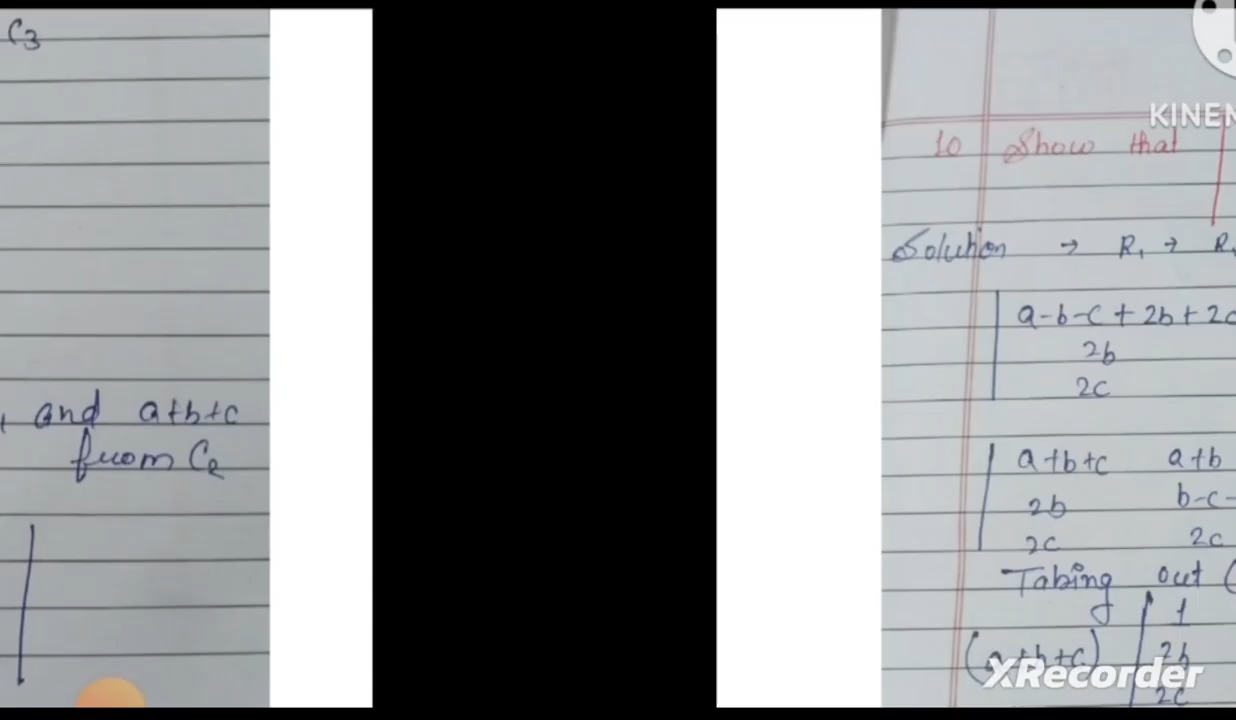 C3
and a+b+c
from C2
KINEM
10 Show that
Solution → R1 → R1
a-b-c+2b+2c
2b
2c
a+b+c a+b
2b b-c-
2c 2c
Tabing out (
1
(a+b+c) 2b
2c
XRecorder